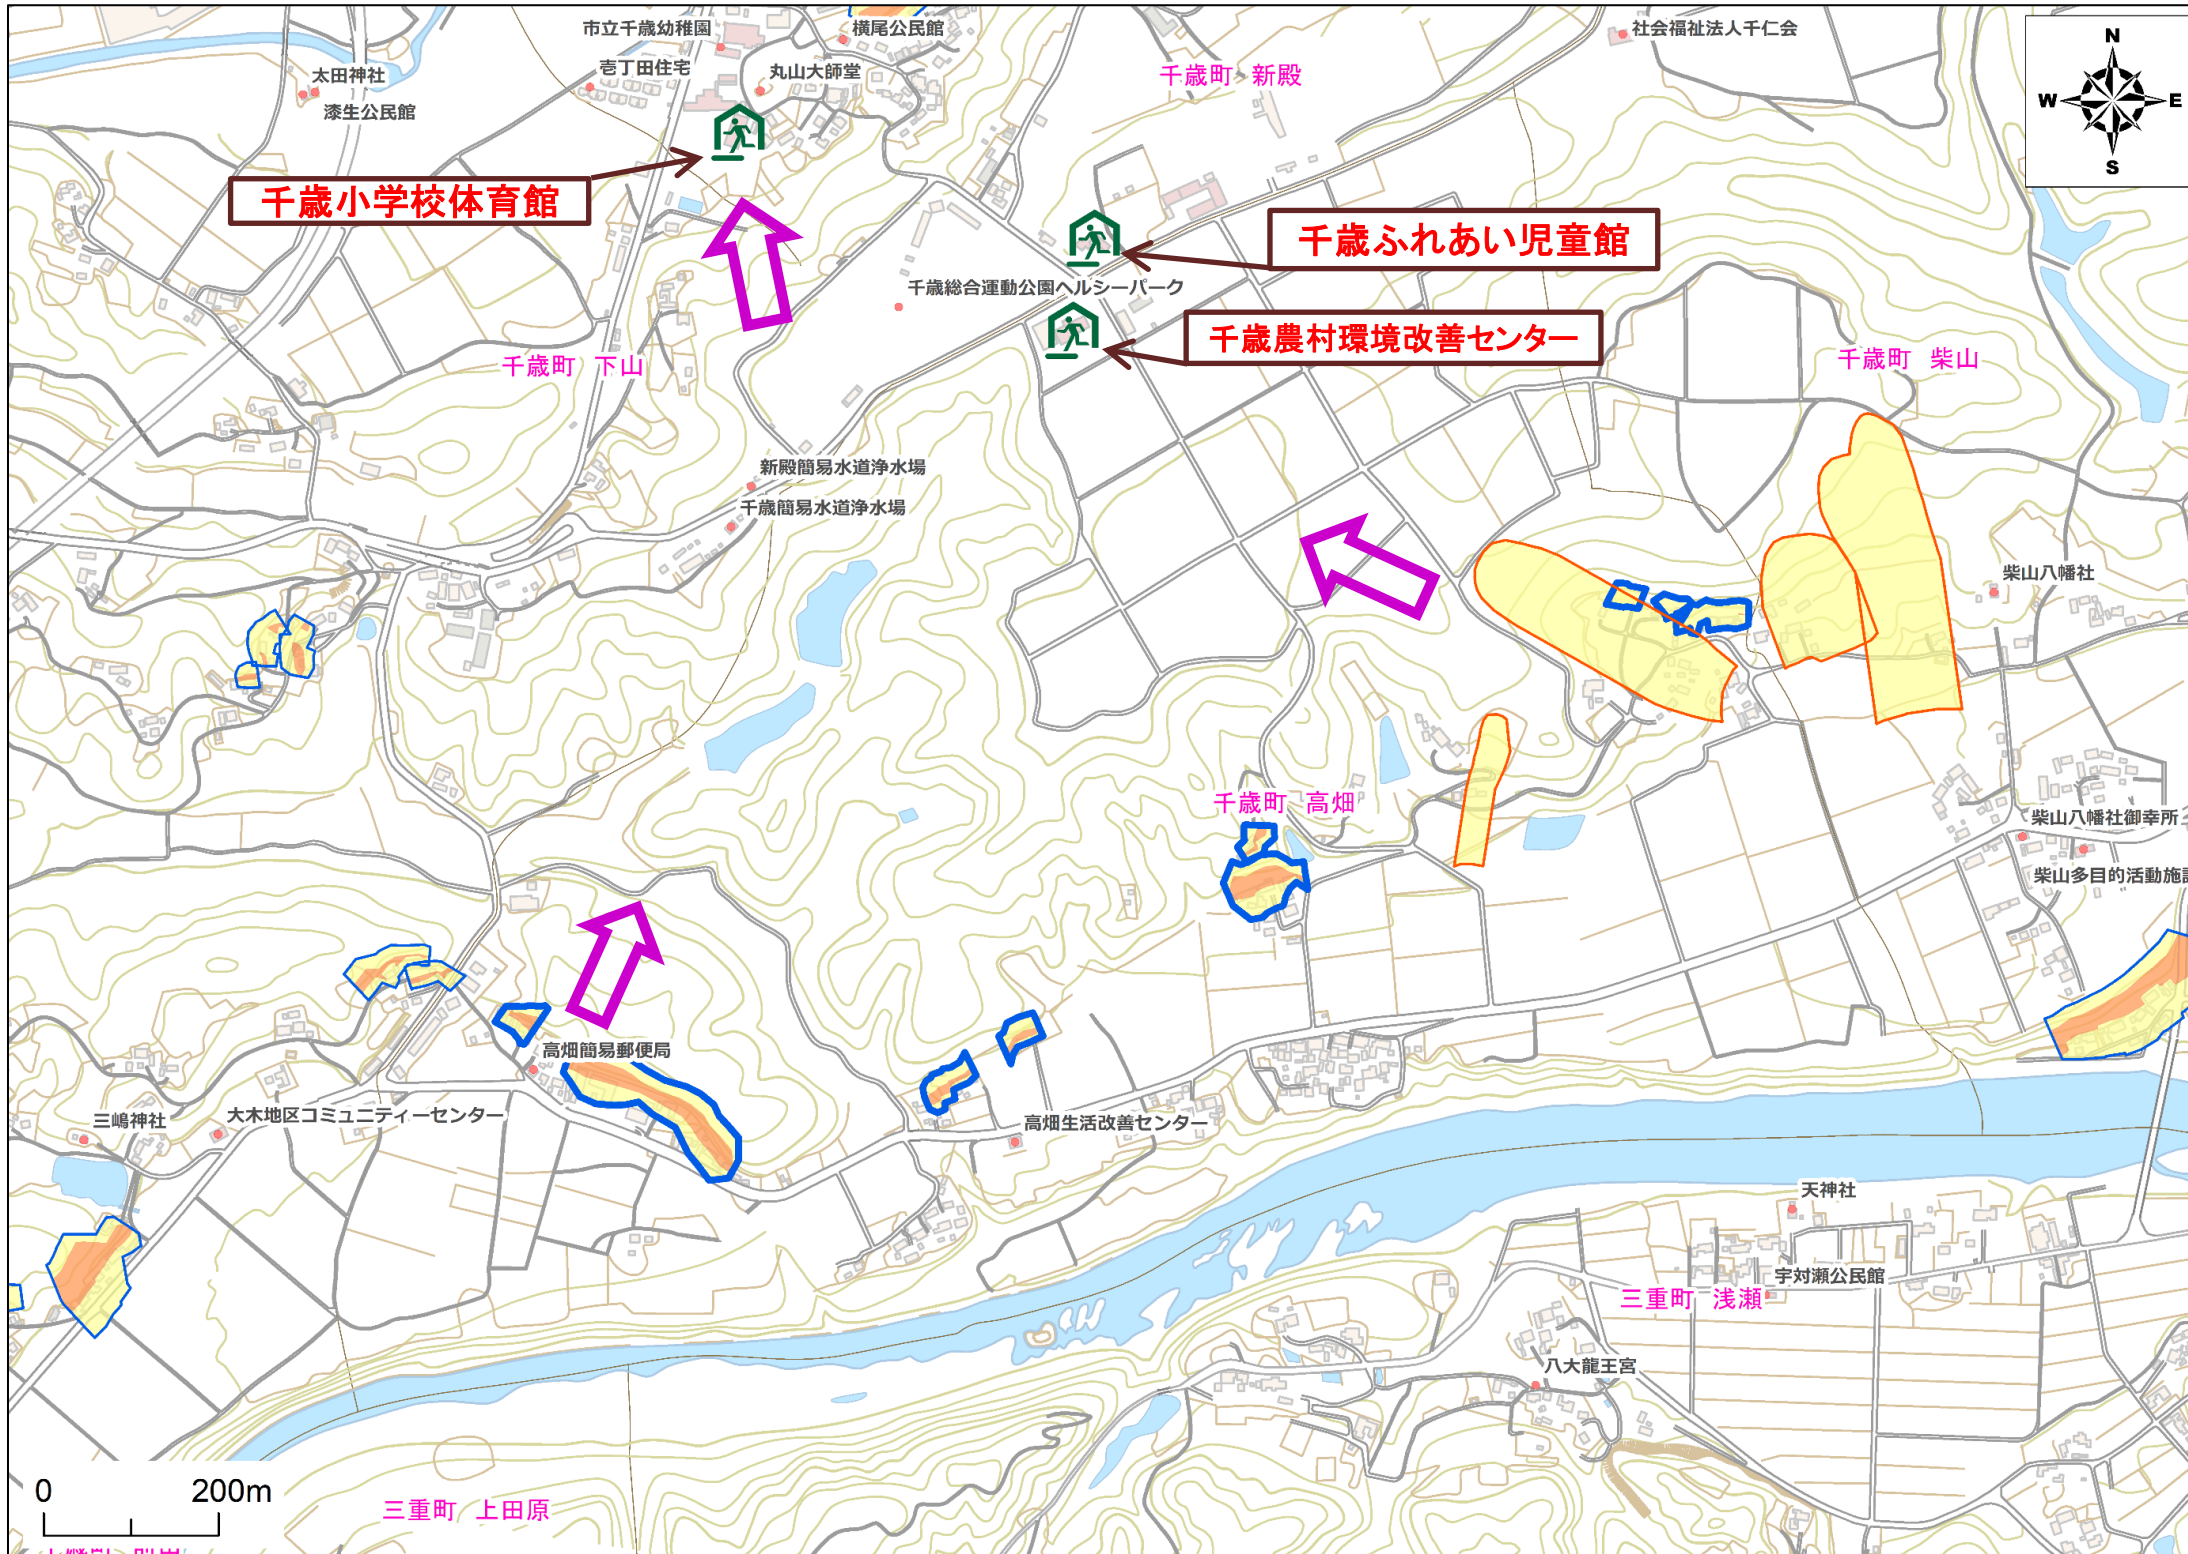 市立千歳幼稚園
横尾公民館
社会福祉法人千仁会
N
太田神社
壱丁田住宅
丸山大師堂
千歳町 新殿
W
E
漆生公民館
S
千歳小学校体育館
千歳ふれあい児童館
千歳総合運動公園ヘルシーパーク
千歳農村環境改善センター
千歳町 下山
千歳町 柴山
新殿簡易水道浄水場
千歳簡易水道浄水場
柴山八幡社
千歳町 高畑
柴山八幡社御幸所
柴山多目的活動施設
高畑簡易郵便局
三嶋神社
大木地区コミュニティーセンター
高畑生活改善センター
天神社
宇対瀬公民館
三重町 浅瀬
八大龍王宮
0
200m
三重町 上田原